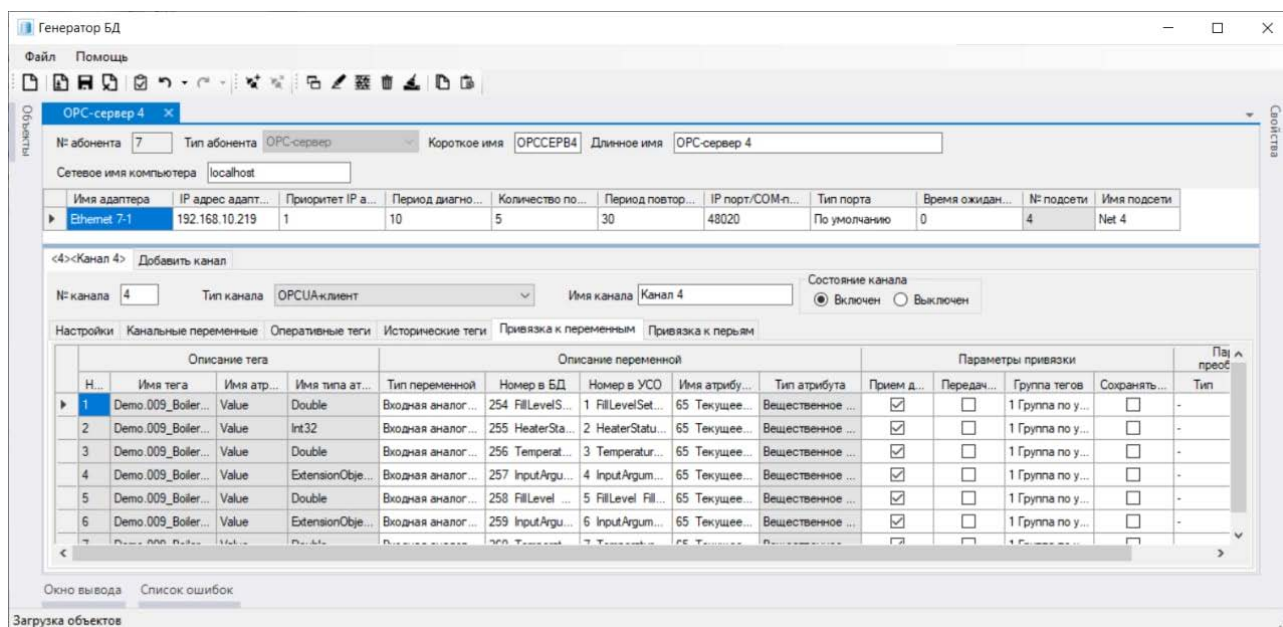 Генератор БД
Файл Помощь
Объекты
ОРС-сервер 4
Свойства
№ абонента 7 Тип абонента ОРС-сервер Короткое имя ОРССЕРВ4 Длинное имя ОРС-сервер 4
Сетевое имя компьютера localhost
Имя адаптера IP адрес адапт... Приоритет IP а... Период диагно... Количество по... Период повтор... IP порт/COM-п... Тип порта Время ожидан... № подсети Имя подсети
Ethernet 7-1 192.168.10.219 1 10 5 30 48020 По умолчанию 0 4 Net 4
<4><Канал 4> Добавить канал
Состояние канала
№ канала 4 Тип канала OPCUA-клиент Имя канала Канал 4 Включен Выключен
Настройки Канальные переменные Оперативные теги Исторические теги Привязка к переменным Привязка к перьям
Описание тега Описание переменной Параметры привязки Пар преоб
Н... Имя тега Имя атр... Имя типа ат... Тип переменной Номер в БД Номер в УСО Имя атрибу... Тип атрибута Прием д... Передач... Группа тегов Сохранять... Тип
1 Demo.009_Boiler... Value Double Входная аналог... 254 FillLevelS... 1 FillLevelSet... 65 Текущее... Вещественное ... 1 Группа по у... -
2 Demo.009_Boiler... Value Int32 Входная аналог... 255 HeaterSta... 2 HeaterStatu... 65 Текущее... Вещественное ... 1 Группа по у... -
3 Demo.009_Boiler... Value Double Входная аналог... 256 Temperat... 3 Temperatur... 65 Текущее... Вещественное ... 1 Группа по у... -
4 Demo.009_Boiler... Value ExtensionObje... Входная аналог... 257 InputArgu... 4 InputArgum... 65 Текущее... Вещественное ... 1 Группа по у... -
5 Demo.009_Boiler... Value Double Входная аналог... 258 FillLevel ... 5 FillLevel Fill... 65 Текущее... Вещественное ... 1 Группа по у... -
6 Demo.009_Boiler... Value ExtensionObje... Входная аналог... 259 InputArgu... 6 InputArgum... 65 Текущее... Вещественное ... 1 Группа по у... -
Окно вывода Список ошибок
Загрузка объектов